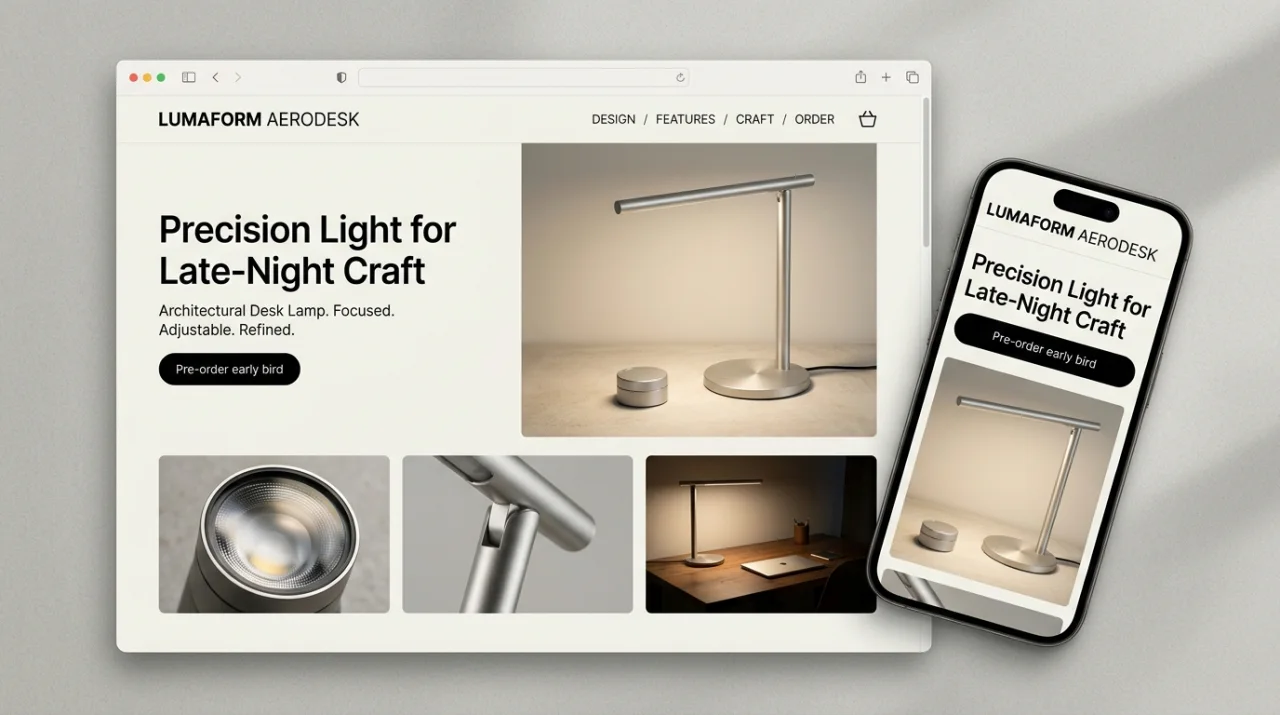 LUMAFORM AERODESK
DESIGN / FEATURES / CRAFT / ORDER
Precision Light for
Late-Night Craft
Architectural Desk Lamp. Focused.
Adjustable. Refined.
Pre-order early bird
LUMAFORM AERODESK
Precision Light for
Late-Night Craft
Pre-order early bird